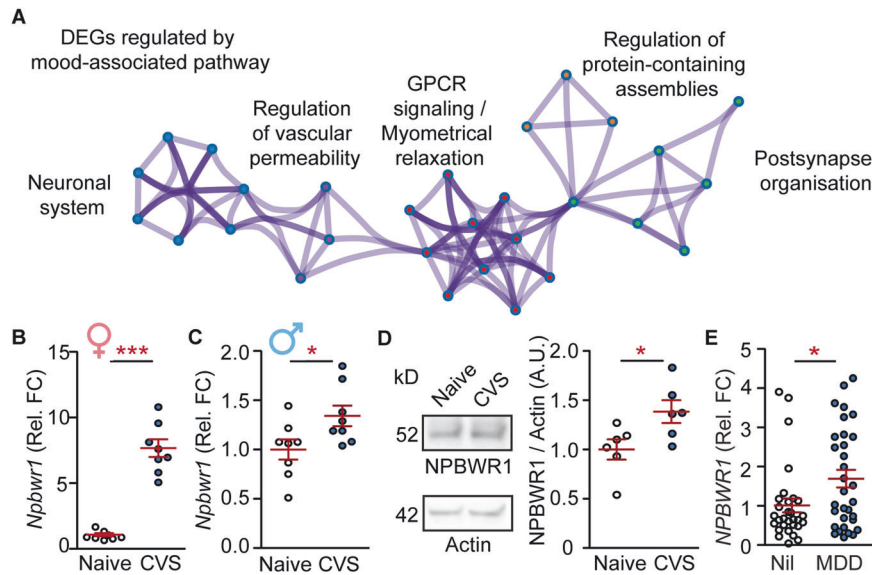 A
DEGs regulated by
mood-associated pathway
Neuronal
system
Regulation
of vascular
permeability
GPCR
signaling /
Myometrical
relaxation
Regulation of
protein-containing
assemblies
Postsynapse
organisation
B
♀
***
Npbwr1 (Rel. FC)
15
10
5
0
Naive CVS
C
♂
*
Npbwr1 (Rel. FC)
2.0
1.5
1.0
0.5
0.0
Naive CVS
D
kD
Naive
CVS
52
NPBWR1
42
Actin
*
NPBWR1 / Actin (A.U.)
2.0
1.5
1.0
0.5
0
Naive CVS
E
*
NPBWR1 (Rel. FC)
5
4
3
2
1
0
Nil MDD